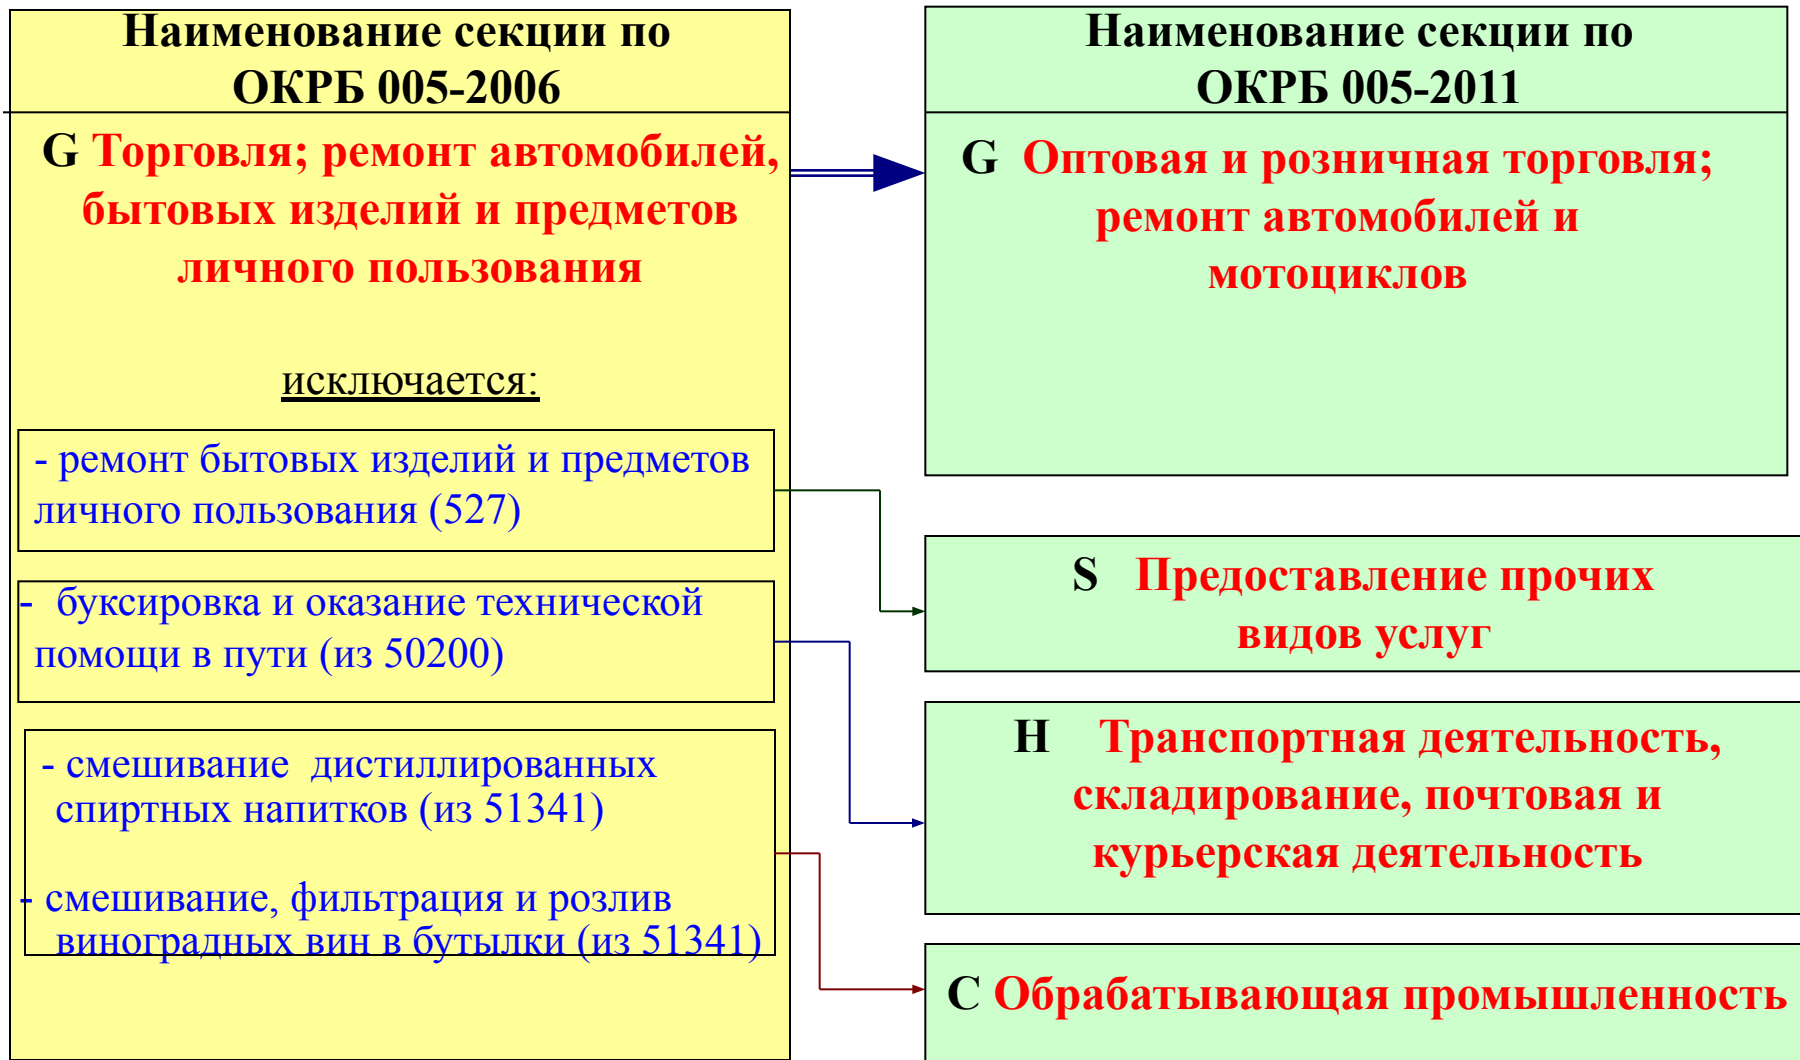 Наименование секции по
ОКРБ 005-2006
G Торговля; ремонт автомобилей,
бытовых изделий и предметов
личного пользования
исключается:
- ремонт бытовых изделий и предметов
личного пользования (527)
- буксировка и оказание технической
помощи в пути (из 50200)
- смешивание дистиллированных
спиртных напитков (из 51341)
- смешивание, фильтрация и розлив
виноградных вин в бутылки (из 51341)
Наименование секции по
ОКРБ 005-2011
G Оптовая и розничная торговля;
ремонт автомобилей и
мотоциклов
S Предоставление прочих
видов услуг
H Транспортная деятельность,
складирование, почтовая и
курьерская деятельность
C Обрабатывающая промышленность